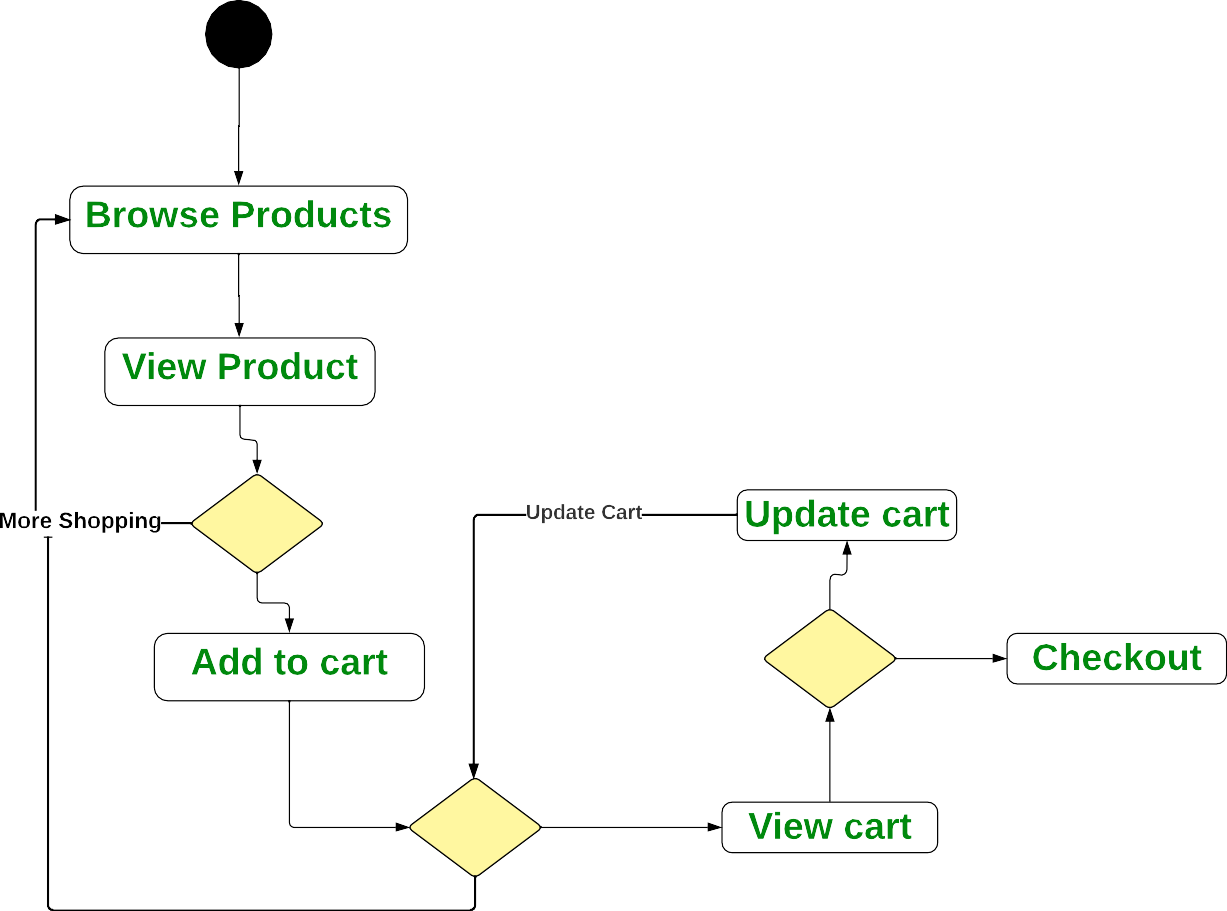 Browse Products
View Product
More Shopping
Update Cart
Update cart
Add to cart
Checkout
View cart